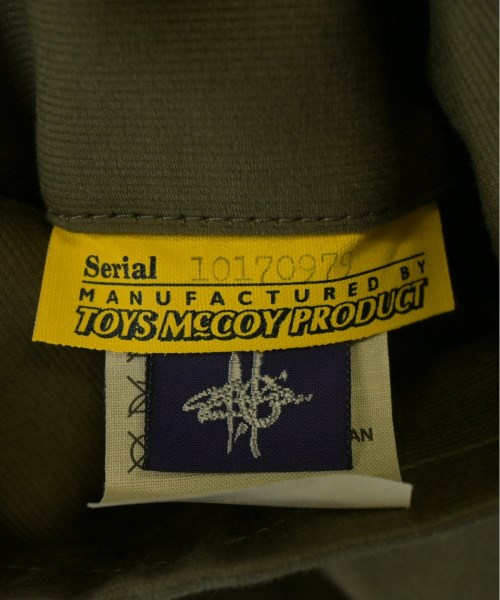 Serial 10170979
MANUFACTURED BY
TOYS McCOY PRODUCT
AN